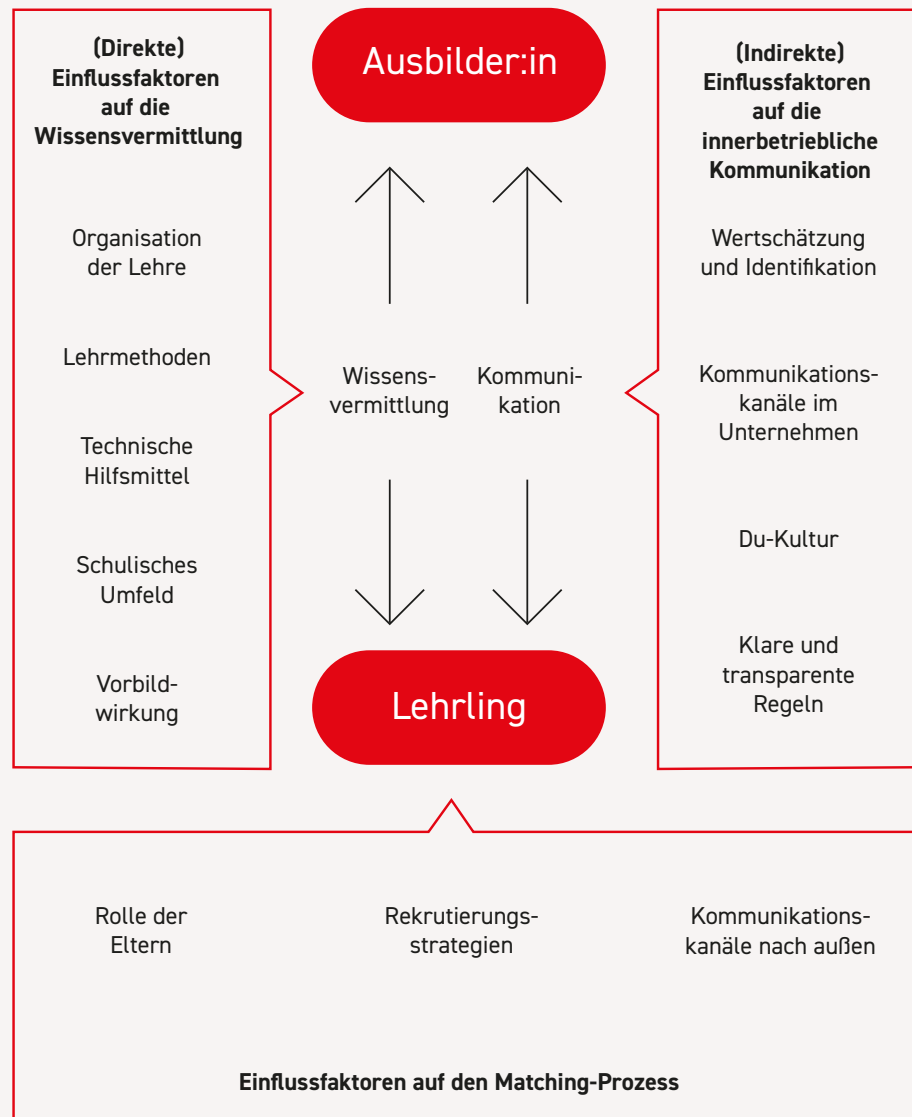 (Direkte)
Einflussfaktoren
auf die
Wissensvermittlung
Organisation
der Lehre
Lehrmethoden
Technische
Hilfsmittel
Schulisches
Umfeld
Vorbild-
wirkung
Ausbilder:in
Wissens-
vermittlung
Kommuni-
kation
Lehrling
(Indirekte)
Einflussfaktoren
auf die
innerbetriebliche
Kommunikation
Wertschätzung
und Identifikation
Kommunikations-
kanäle im
Unternehmen
Du-Kultur
Klare und
transparente
Regeln
Rolle der
Eltern
Rekrutierungs-
strategien
Kommunikations-
kanäle nach außen
Einflussfaktoren auf den Matching-Prozess